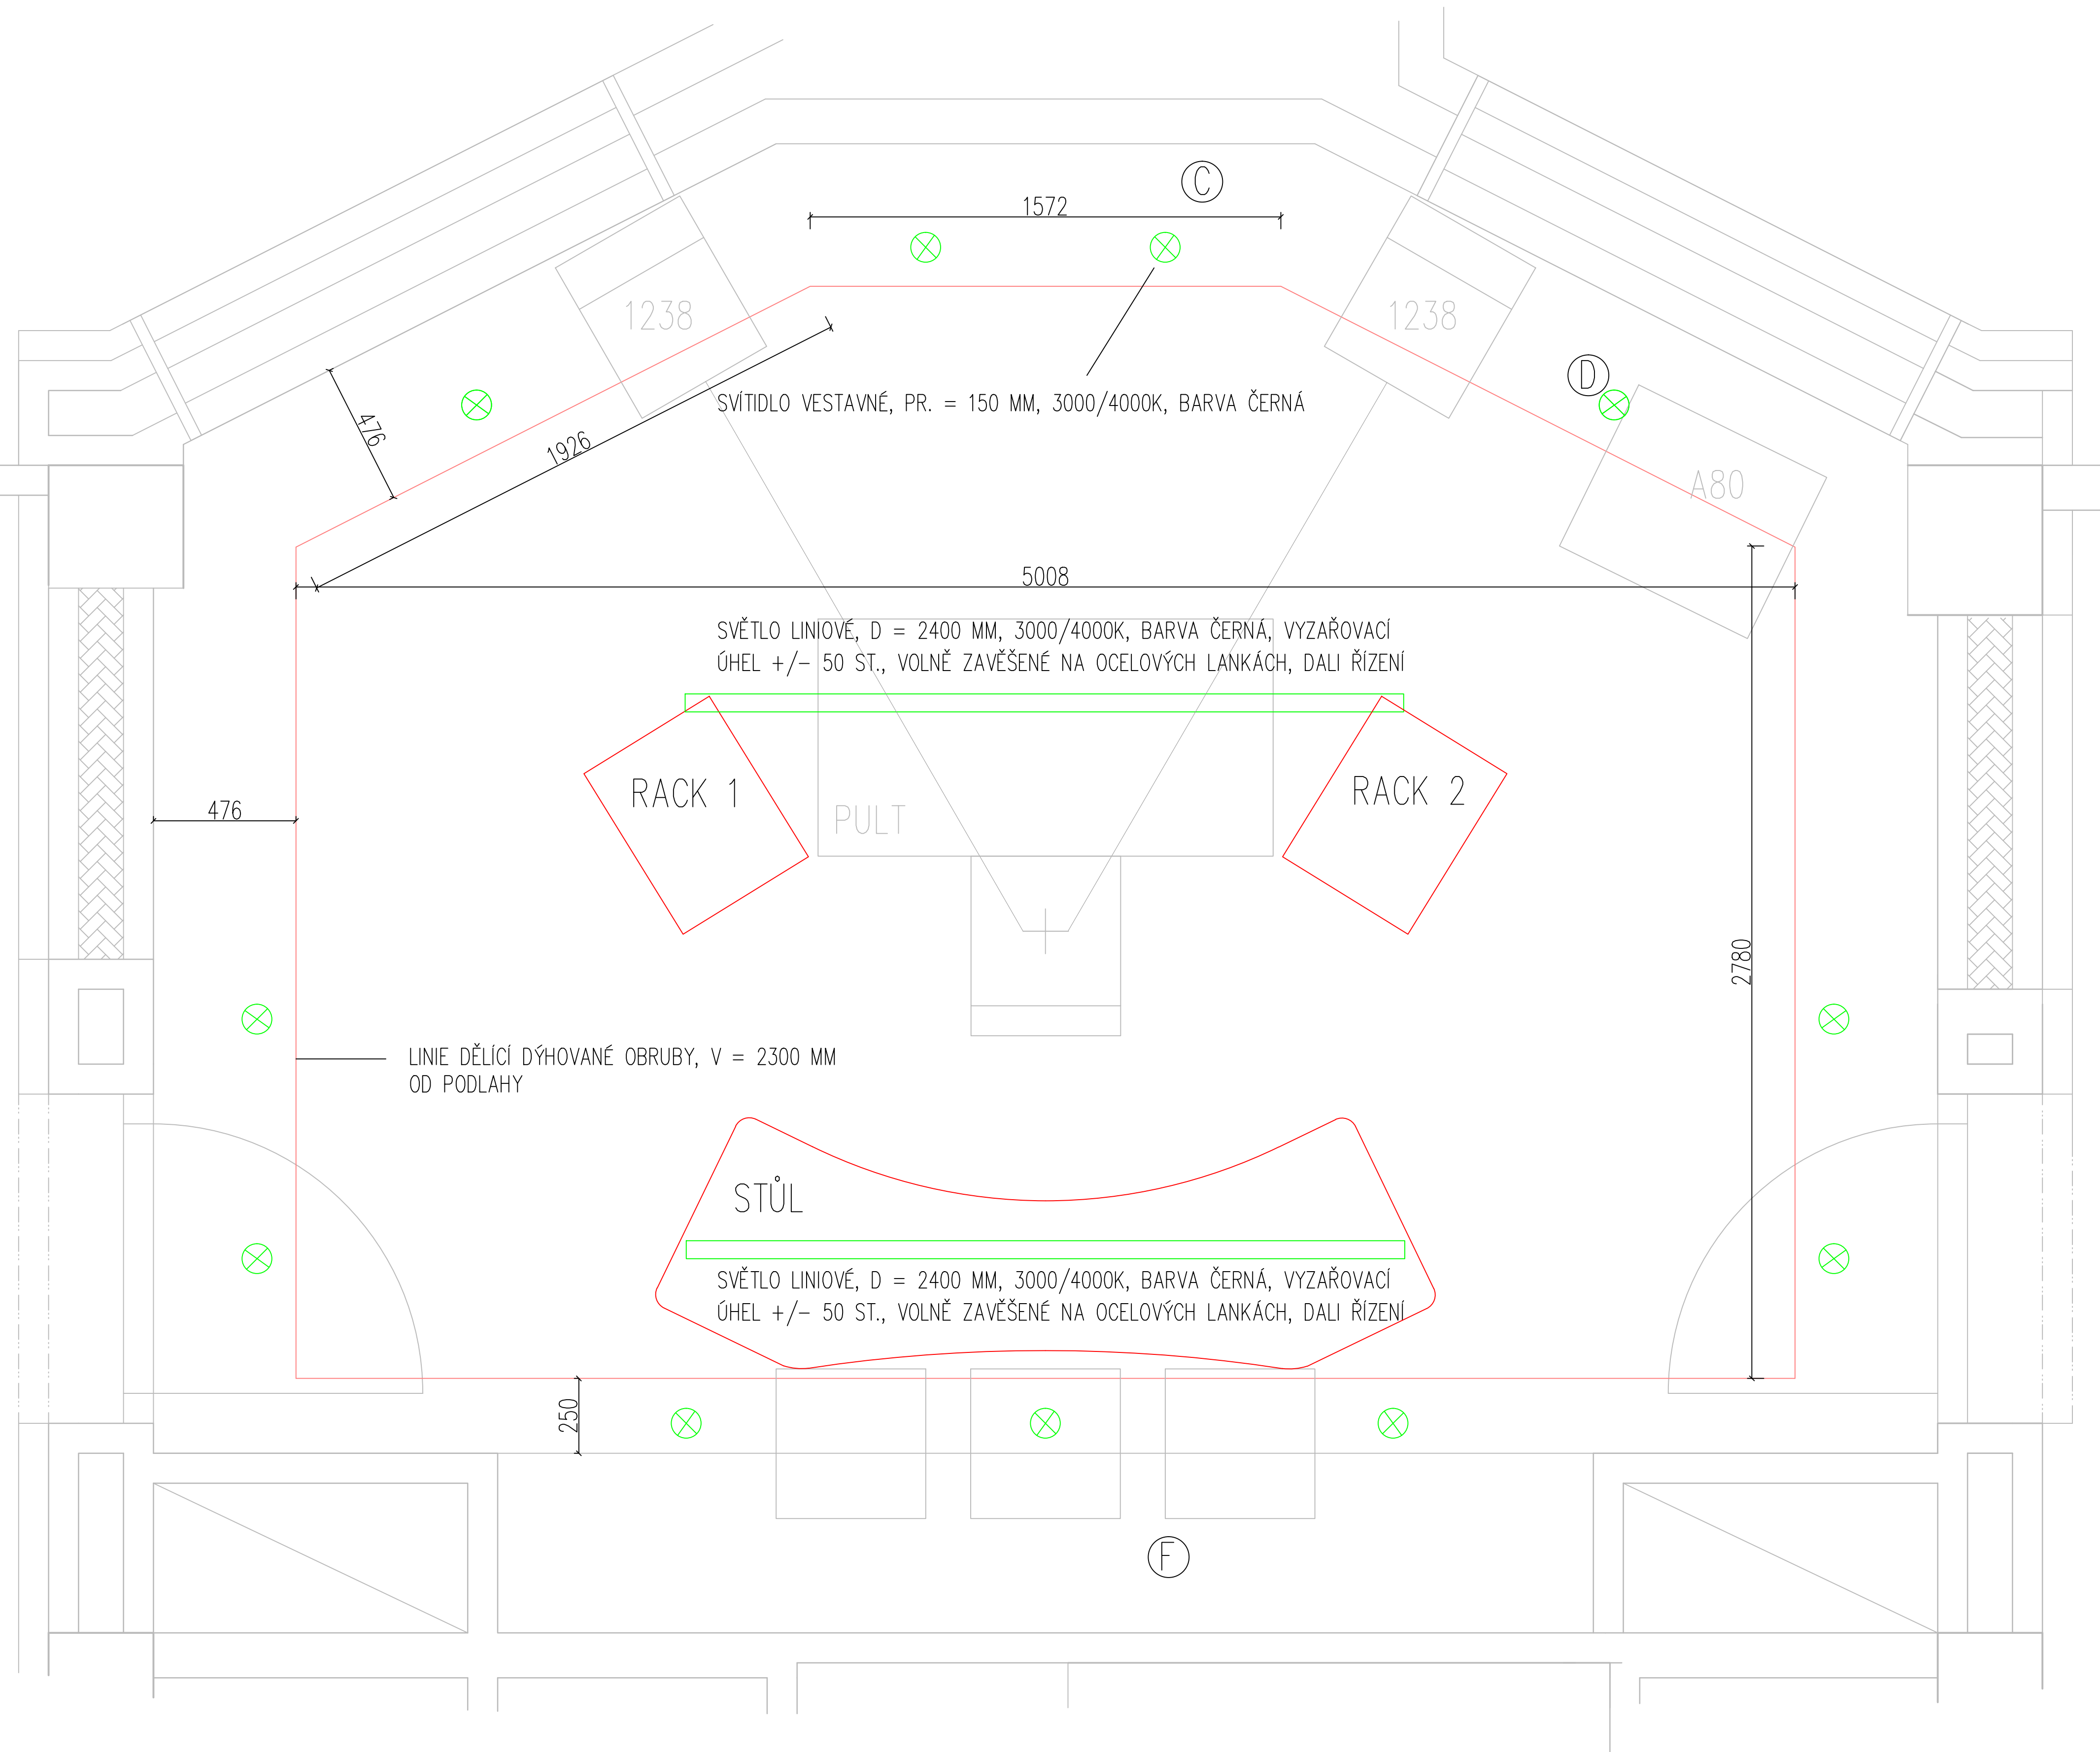 C
1572
1238
1238
D
SVÍTIDLO VESTAVNÉ, PR. = 150 MM, 3000/4000K, BARVA ČERNÁ
476
1926
A80
5008
SVĚTLO LINIOVÉ, D = 2400 MM, 3000/4000K, BARVA ČERNÁ, VYZAŘOVACÍ
ÚHEL +/- 50 ST., VOLNĚ ZAVĚŠENÉ NA OCELOVÝCH LANKÁCH, DALI ŘÍZENÍ
RACK 1
RACK 2
476
PULT
2780
LINIE DĚLÍCÍ DÝHOVANÉ OBRUBY, V = 2300 MM
OD PODLAHY
STŮL
SVĚTLO LINIOVÉ, D = 2400 MM, 3000/4000K, BARVA ČERNÁ, VYZAŘOVACÍ
ÚHEL +/- 50 ST., VOLNĚ ZAVĚŠENÉ NA OCELOVÝCH LANKÁCH, DALI ŘÍZENÍ
250
F